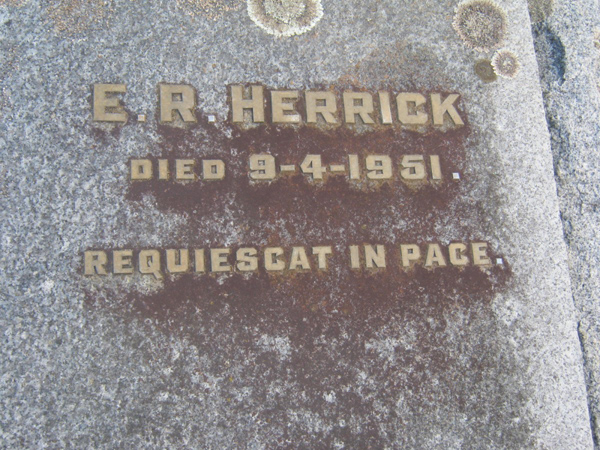 E. R. HERRICK
DIED 9-4-1951.
REQUIESCAT IN PACE.